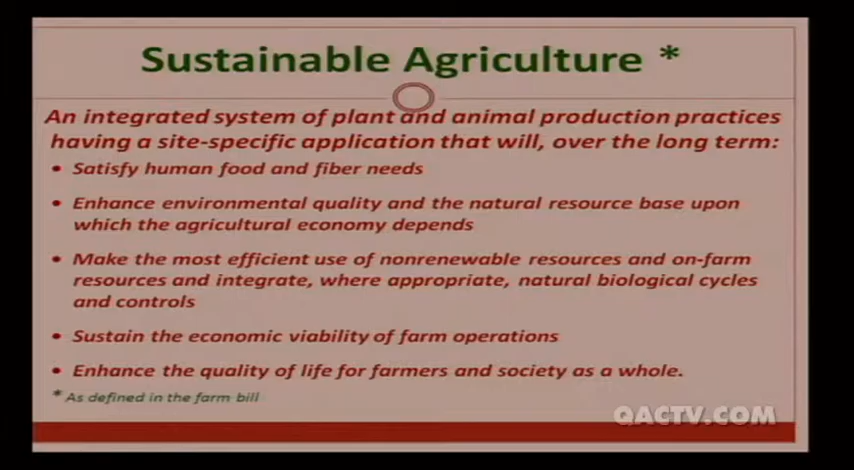 Sustainable Agriculture *
An integrated system of plant and animal production practices
having a site-specific application that will, over the long term:
• Satisfy human food and fiber needs
• Enhance environmental quality and the natural resource base upon
which the agricultural economy depends
• Make the most efficient use of nonrenewable resources and on-farm
resources and integrate, where appropriate, natural biological cycles
and controls
• Sustain the economic viability of farm operations
• Enhance the quality of life for farmers and society as a whole.
* As defined in the farm bill
QACTV.COM